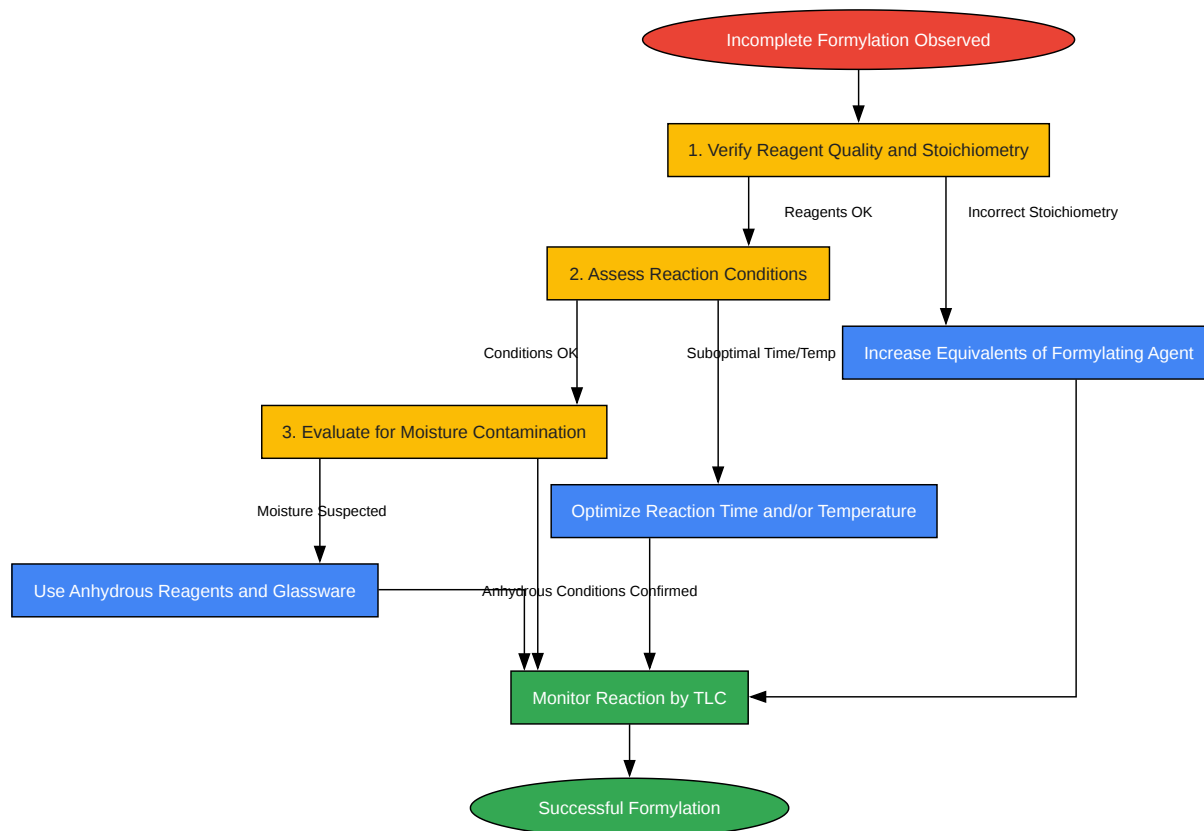 Incomplete Formylation Observed
1. Verify Reagent Quality and Stoichiometry
Reagents OK
Incorrect Stoichiometry
2. Assess Reaction Conditions
Conditions OK
Suboptimal Time/Temp
Increase Equivalents of Formylating Agent
3. Evaluate for Moisture Contamination
Moisture Suspected
Optimize Reaction Time and/or Temperature
Use Anhydrous Reagents and Glassware
Anhydrous Conditions Confirmed
Monitor Reaction by TLC
Successful Formylation